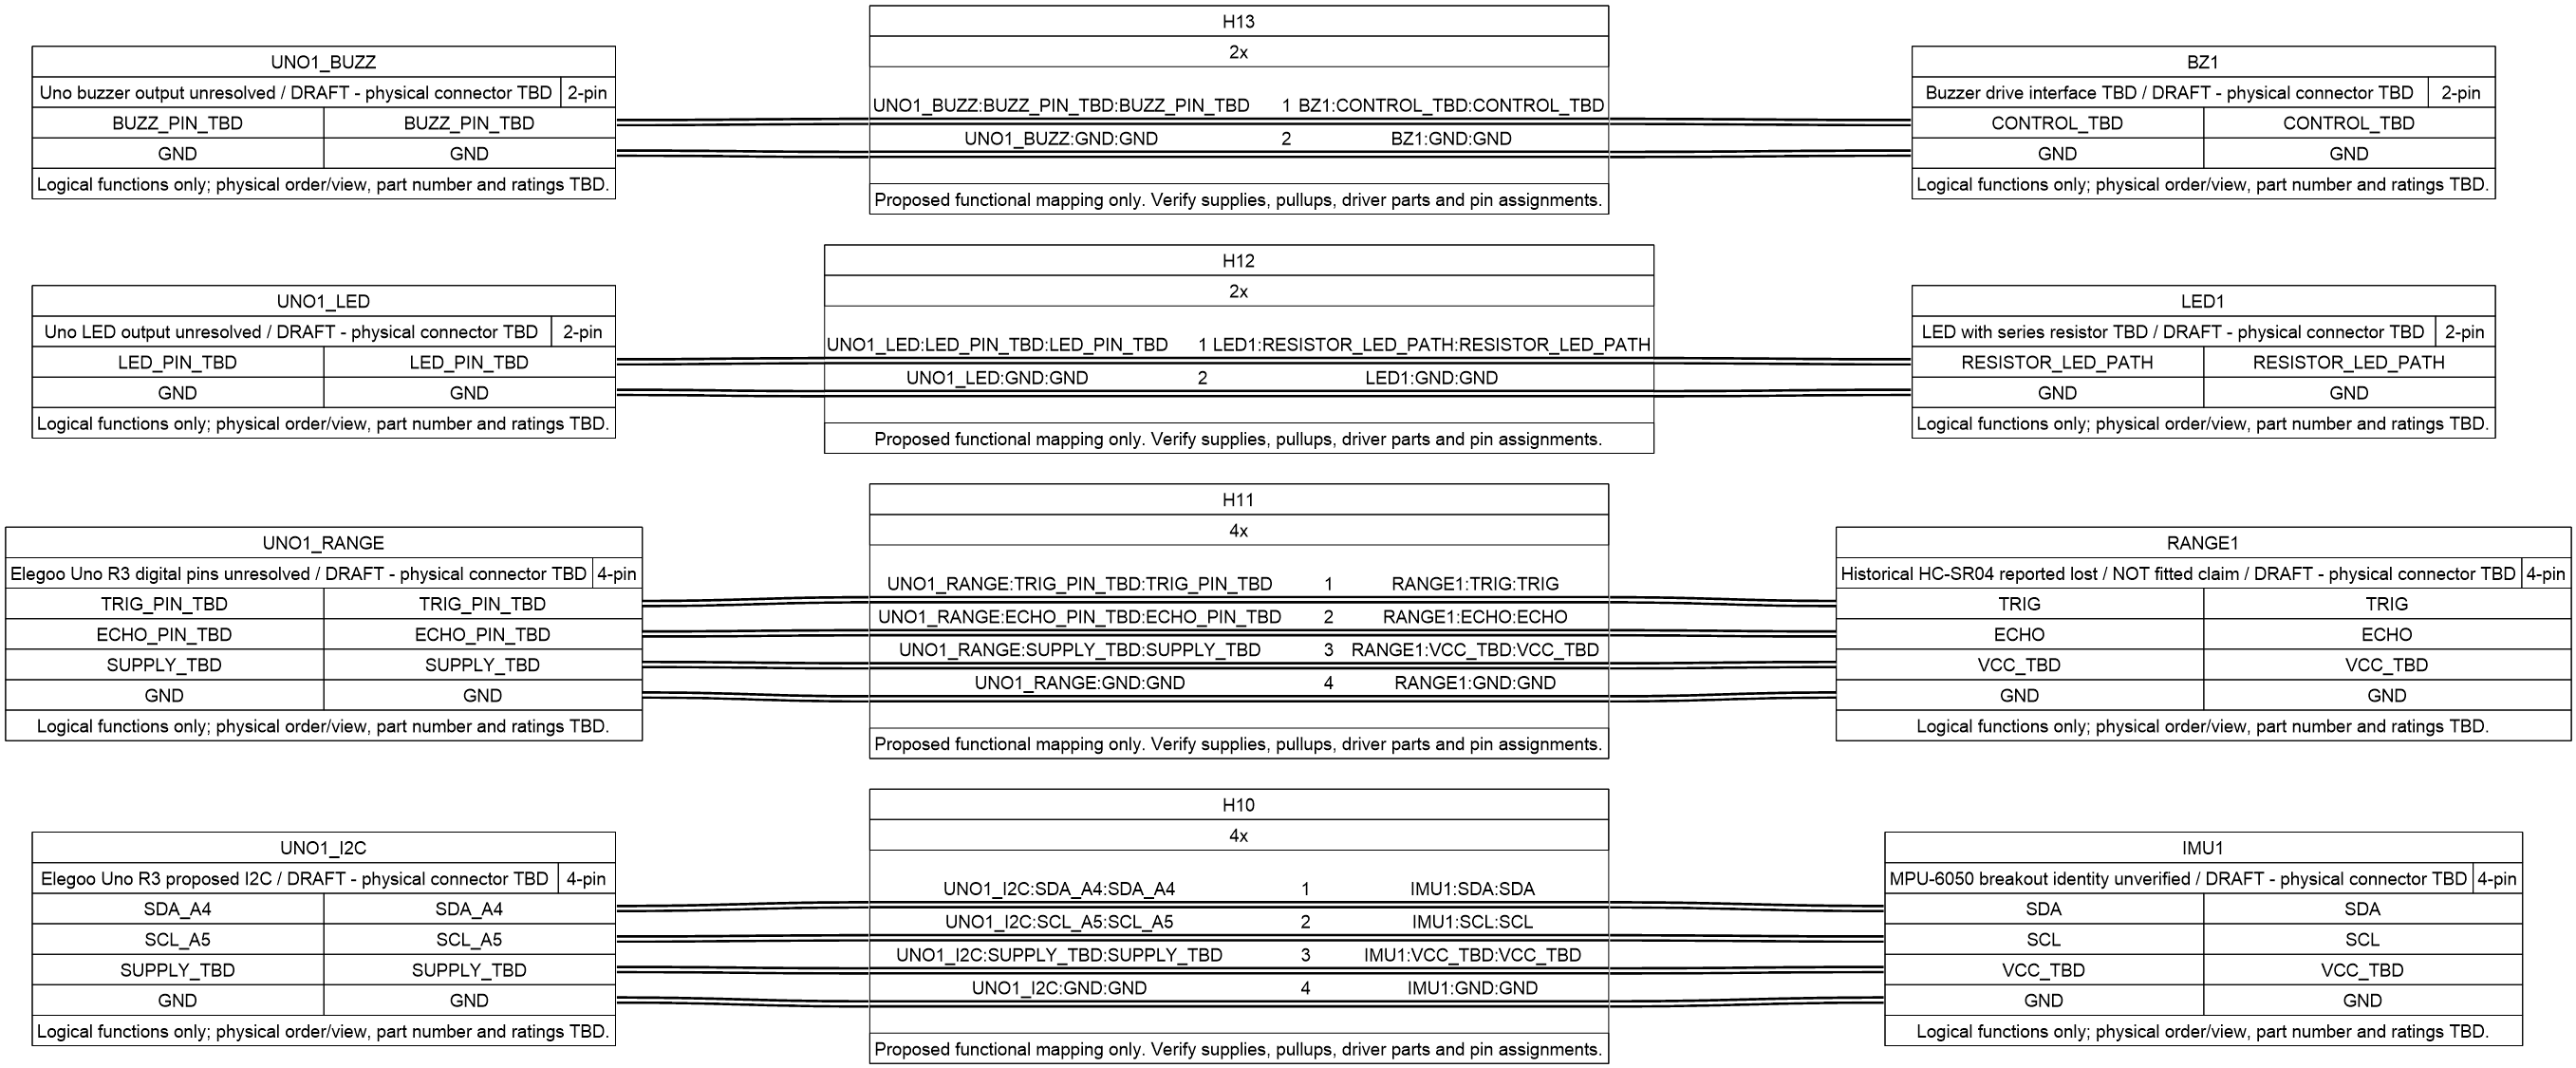 H13
2x
UNO1_BUZZ:BUZZ_PIN_TBD:BUZZ_PIN_TBD 1 BZ1:CONTROL_TBD:CONTROL_TBD
UNO1_BUZZ:GND:GND 2 BZ1:GND:GND
Proposed functional mapping only. Verify supplies, pullups, driver parts and pin assignments.
UNO1_BUZZ
Uno buzzer output unresolved / DRAFT - physical connector TBD 2-pin
BUZZ_PIN_TBD BUZZ_PIN_TBD
GND GND
Logical functions only; physical order/view, part number and ratings TBD.
BZ1
Buzzer drive interface TBD / DRAFT - physical connector TBD 2-pin
CONTROL_TBD CONTROL_TBD
GND GND
Logical functions only; physical order/view, part number and ratings TBD.
H12
2x
UNO1_LED:LED_PIN_TBD:LED_PIN_TBD 1 LED1:RESISTOR_LED_PATH:RESISTOR_LED_PATH
UNO1_LED:GND:GND 2 LED1:GND:GND
Proposed functional mapping only. Verify supplies, pullups, driver parts and pin assignments.
UNO1_LED
Uno LED output unresolved / DRAFT - physical connector TBD 2-pin
LED_PIN_TBD LED_PIN_TBD
GND GND
Logical functions only; physical order/view, part number and ratings TBD.
LED1
LED with series resistor TBD / DRAFT - physical connector TBD 2-pin
RESISTOR_LED_PATH RESISTOR_LED_PATH
GND GND
Logical functions only; physical order/view, part number and ratings TBD.
H11
4x
UNO1_RANGE:TRIG_PIN_TBD:TRIG_PIN_TBD 1 RANGE1:TRIG:TRIG
UNO1_RANGE:ECHO_PIN_TBD:ECHO_PIN_TBD 2 RANGE1:ECHO:ECHO
UNO1_RANGE:SUPPLY_TBD:SUPPLY_TBD 3 RANGE1:VCC_TBD:VCC_TBD
UNO1_RANGE:GND:GND 4 RANGE1:GND:GND
Proposed functional mapping only. Verify supplies, pullups, driver parts and pin assignments.
UNO1_RANGE
Elegoo Uno R3 digital pins unresolved / DRAFT - physical connector TBD 4-pin
TRIG_PIN_TBD TRIG_PIN_TBD
ECHO_PIN_TBD ECHO_PIN_TBD
SUPPLY_TBD SUPPLY_TBD
GND GND
Logical functions only; physical order/view, part number and ratings TBD.
RANGE1
Historical HC-SR04 reported lost / NOT fitted claim / DRAFT - physical connector TBD 4-pin
TRIG TRIG
ECHO ECHO
VCC_TBD VCC_TBD
GND GND
Logical functions only; physical order/view, part number and ratings TBD.
H10
4x
UNO1_I2C:SDA_A4:SDA_A4 1 IMU1:SDA:SDA
UNO1_I2C:SCL_A5:SCL_A5 2 IMU1:SCL:SCL
UNO1_I2C:SUPPLY_TBD:SUPPLY_TBD 3 IMU1:VCC_TBD:VCC_TBD
UNO1_I2C:GND:GND 4 IMU1:GND:GND
Proposed functional mapping only. Verify supplies, pullups, driver parts and pin assignments.
UNO1_I2C
Elegoo Uno R3 proposed I2C / DRAFT - physical connector TBD 4-pin
SDA_A4 SDA_A4
SCL_A5 SCL_A5
SUPPLY_TBD SUPPLY_TBD
GND GND
Logical functions only; physical order/view, part number and ratings TBD.
IMU1
MPU-6050 breakout identity unverified / DRAFT - physical connector TBD 4-pin
SDA SDA
SCL SCL
VCC_TBD VCC_TBD
GND GND
Logical functions only; physical order/view, part number and ratings TBD.